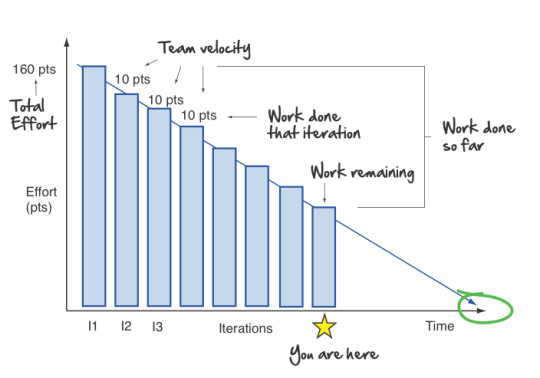 Team velocity
160 pts
10 pts
10 pts
10 pts
Total
Effort
Work done
that iteration
Work done
so far
Work remaining
Effort
(pts)
I1
I2
I3
Iterations
Time
You are here